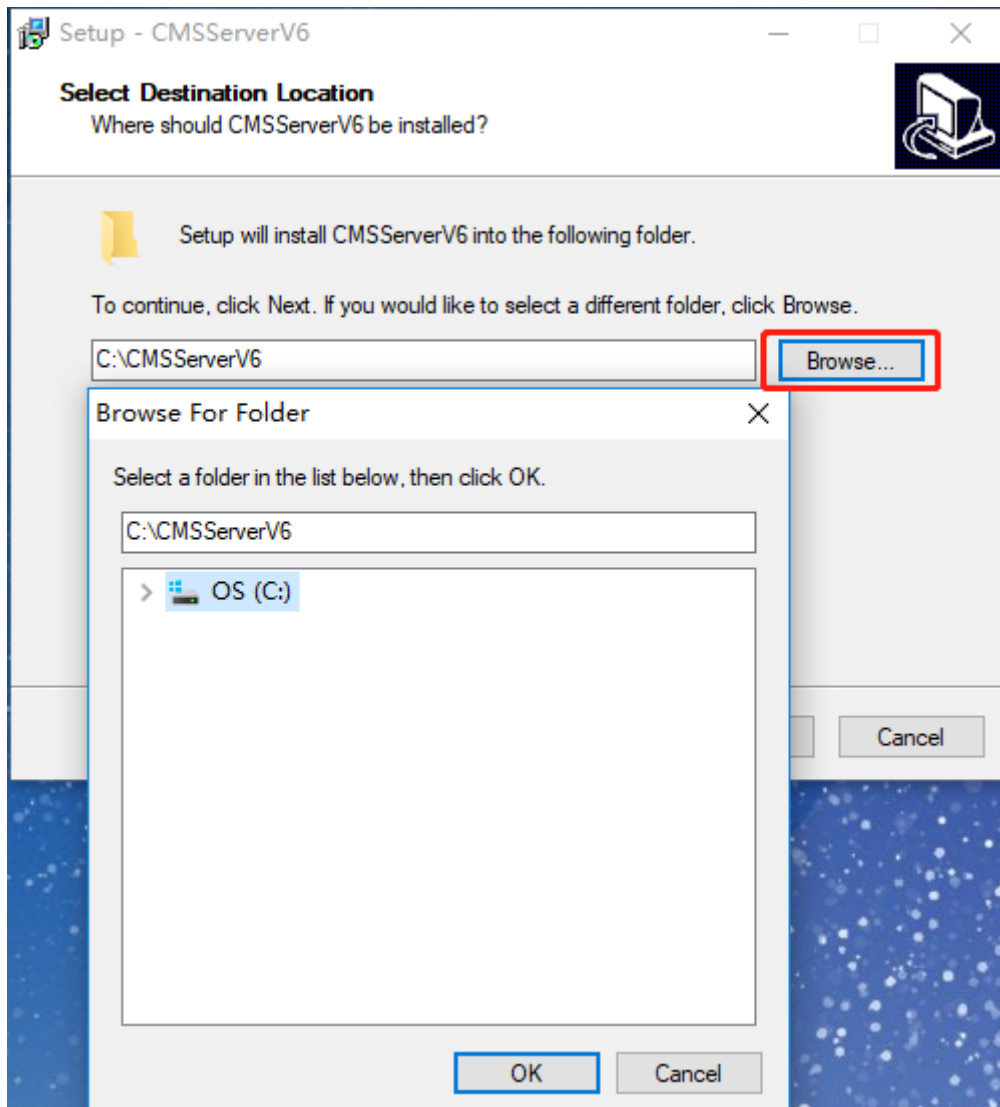 Setup - CMSServerV6
Select Destination Location
Where should CMSServerV6 be installed?
Setup will install CMSServerV6 into the following folder.
To continue, click Next. If you would like to select a different folder, click Browse.
C:\CMSServerV6
Browse...
Browse For Folder
Select a folder in the list below, then click OK.
C:\CMSServerV6
OS (C:)
Cancel
OK
Cancel